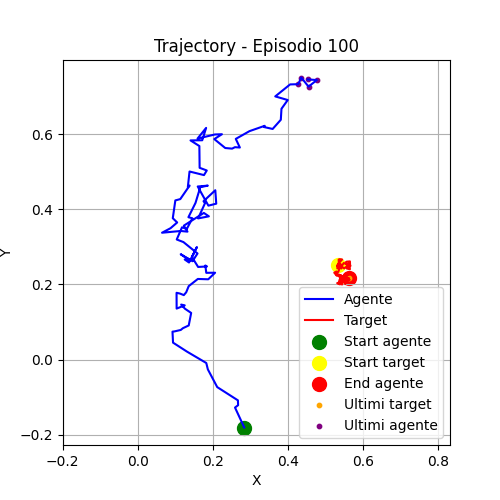 Trajectory - Episodio 100
Y
0.6
0.4
0.2
0.0
−0.2
−0.2
0.0
0.2
0.4
0.6
0.8
X
Agente
Target
Start agente
Start target
End agente
Ultimi target
Ultimi agente